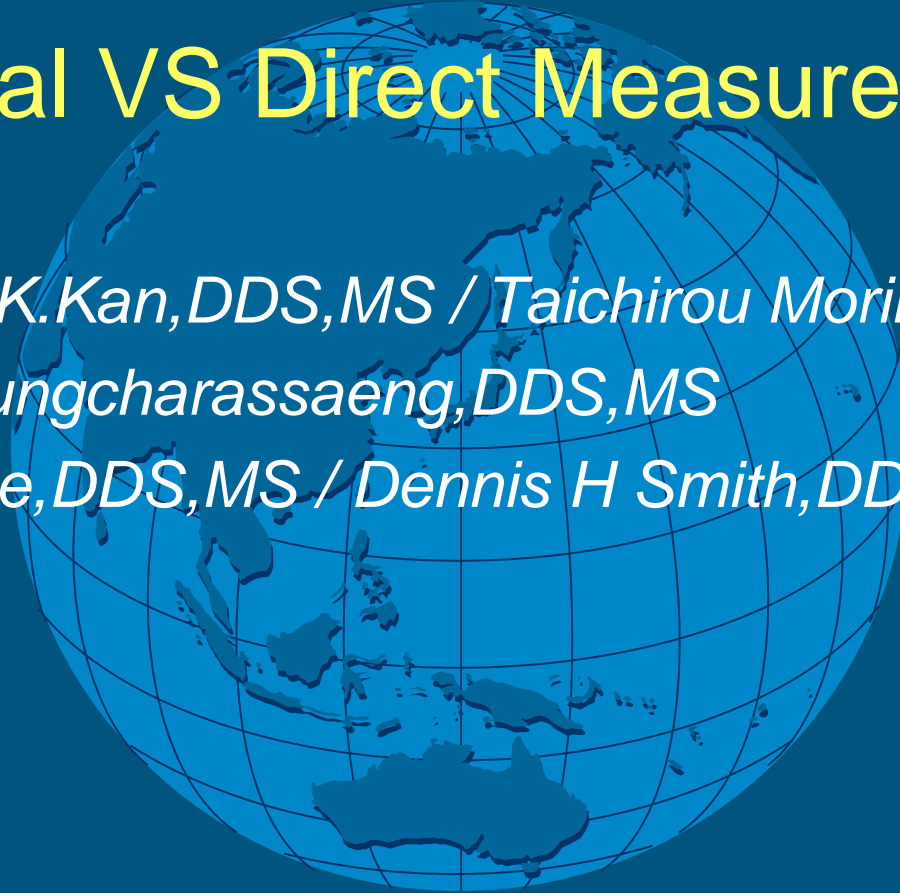 al VS Direct Measure
K.Kan,DDS,MS / Taichirou Mori
ungcharassaeng,DDS,MS
e,DDS,MS / Dennis H Smith,DD